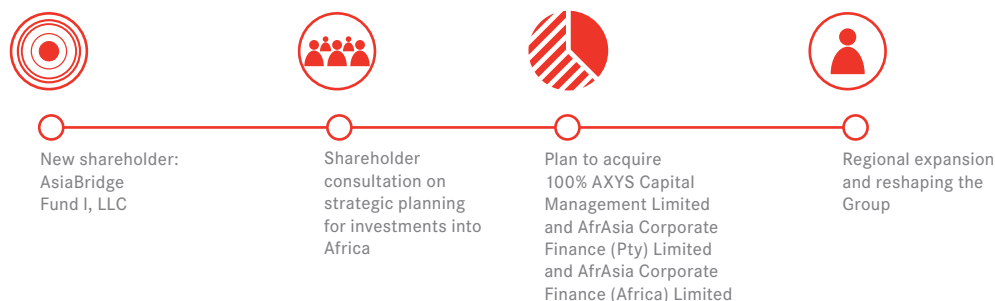 New shareholder:
AsiaBridge
Fund I, LLC
Shareholder
consultation on
strategic planning
for investments into
Africa
Plan to acquire
100% AXYS Capital
Management Limited
and AfrAsia Corporate
Finance (Pty) Limited
and AfrAsia Corporate
Finance (Africa) Limited
Regional expansion
and reshaping the
Group